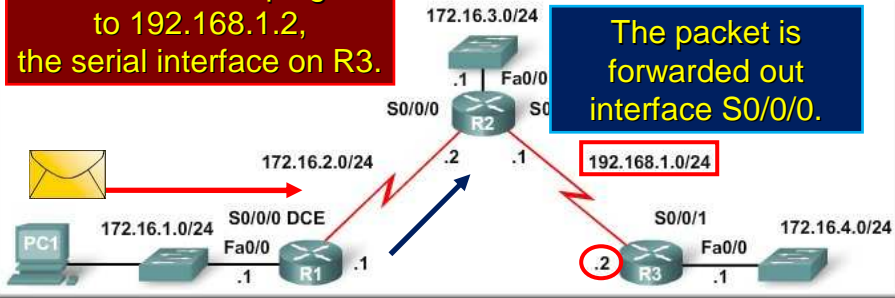 to 192.168.1.2,
the serial interface on R3.
172.16.3.0/24
The packet is
forwarded out
interface S0/0/0.
.1 Fa0/0
S0/0/0
R2
172.16.2.0/24
.2
.1
192.168.1.0/24
172.16.1.0/24
S0/0/0 DCE
S0/0/1
172.16.4.0/24
PC1
Fa0/0
.1
R1
.1
.2
R3
Fa0/0
.1